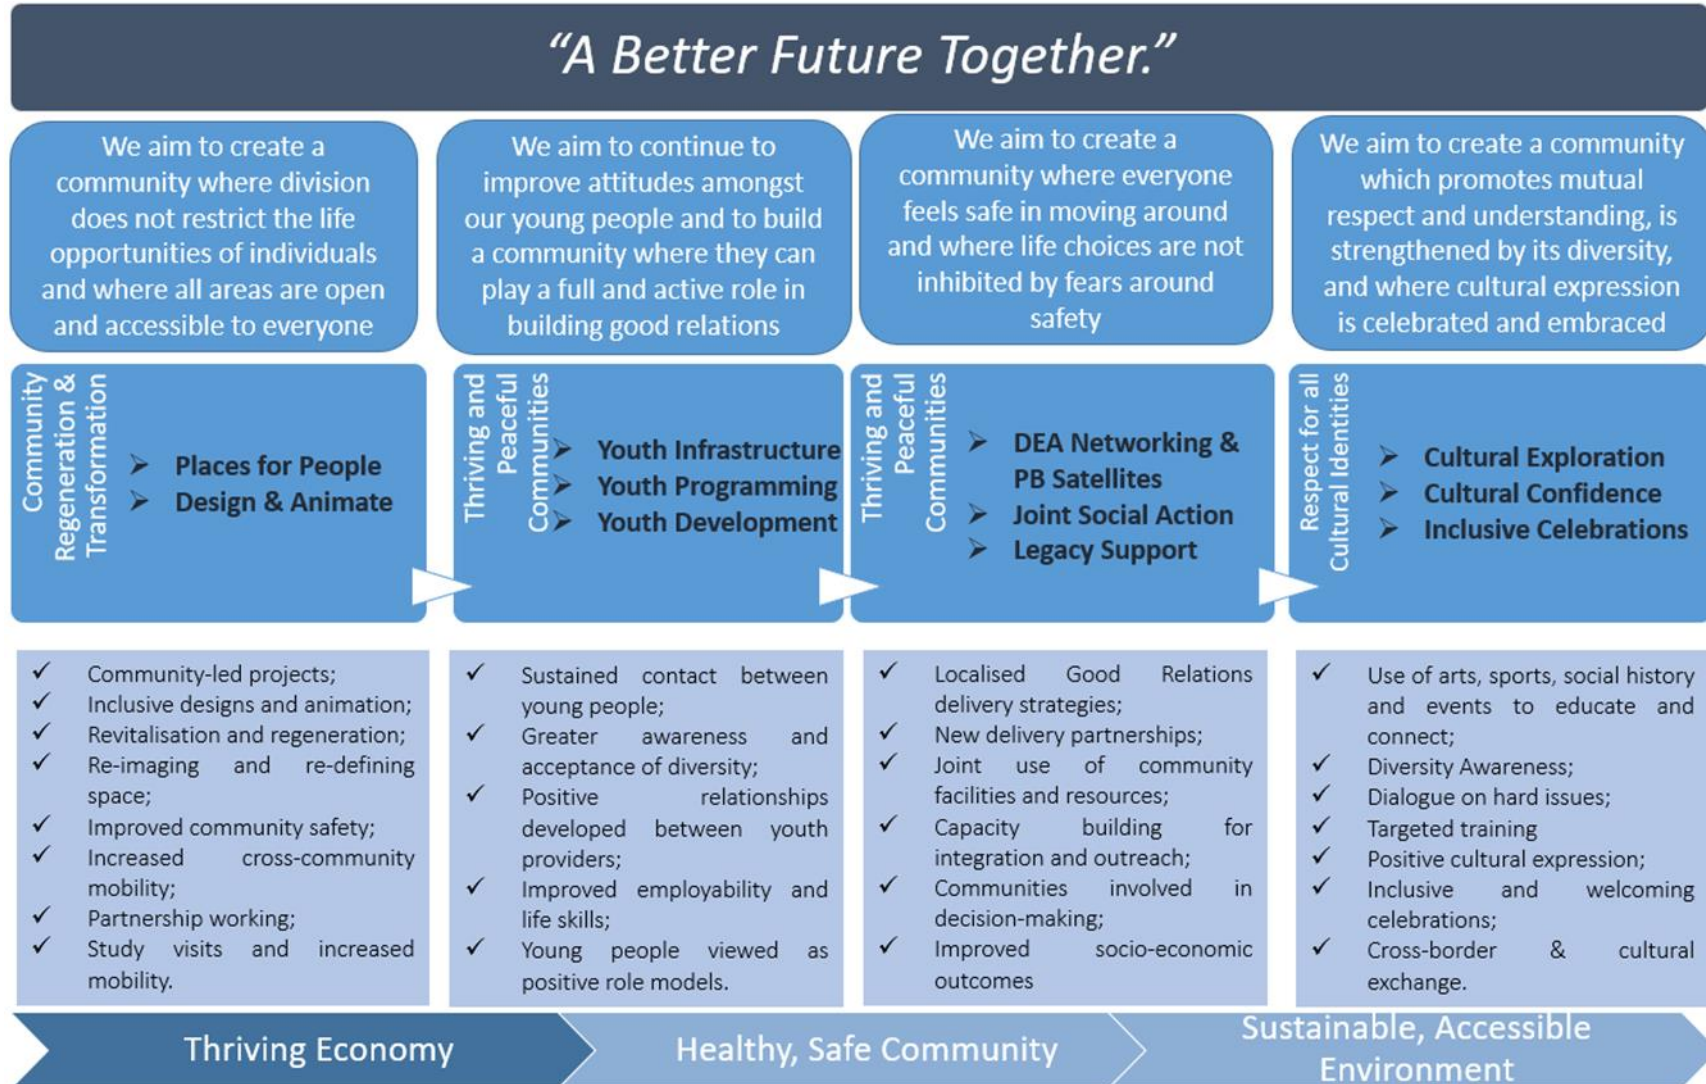 “A Better Future Together.”
We aim to create a
community where division
does not restrict the life
opportunities of individuals
and where all areas are open
and accessible to everyone
We aim to continue to
improve attitudes amongst
our young people and to build
a community where they can
play a full and active role in
building good relations
We aim to create a
community where everyone
feels safe in moving around
and where life choices are not
inhibited by fears around
safety
We aim to create a community
which promotes mutual
respect and understanding, is
strengthened by its diversity,
and where cultural expression
is celebrated and embraced
Community
Regeneration &
Transformation
➢ Places for People
➢ Design & Animate
Thriving and
Peaceful
Communities
➢ Youth Infrastructure
➢ Youth Programming
➢ Youth Development
Thriving and
Peaceful
Communities
➢ DEA Networking &
PB Satellites
➢ Joint Social Action
➢ Legacy Support
Respect for all
Cultural Identities
➢ Cultural Exploration
➢ Cultural Confidence
➢ Inclusive Celebrations
✓ Community-led projects;
✓ Inclusive designs and animation;
✓ Revitalisation and regeneration;
✓ Re-imaging and re-defining
space;
✓ Improved community safety;
✓ Increased cross-community
mobility;
✓ Partnership working;
✓ Study visits and increased
mobility.
✓ Sustained contact between
young people;
✓ Greater awareness and
acceptance of diversity;
✓ Positive relationships
developed between youth
providers;
✓ Improved employability and
life skills;
✓ Young people viewed as
positive role models.
✓ Localised Good Relations
delivery strategies;
✓ New delivery partnerships;
✓ Joint use of community
facilities and resources;
✓ Capacity building for
integration and outreach;
✓ Communities involved in
decision-making;
✓ Improved socio-economic
outcomes
✓ Use of arts, sports, social history
and events to educate and
connect;
✓ Diversity Awareness;
✓ Dialogue on hard issues;
✓ Targeted training
✓ Positive cultural expression;
✓ Inclusive and welcoming
celebrations;
✓ Cross-border & cultural
exchange.
Thriving Economy
Healthy, Safe Community
Sustainable, Accessible
Environment